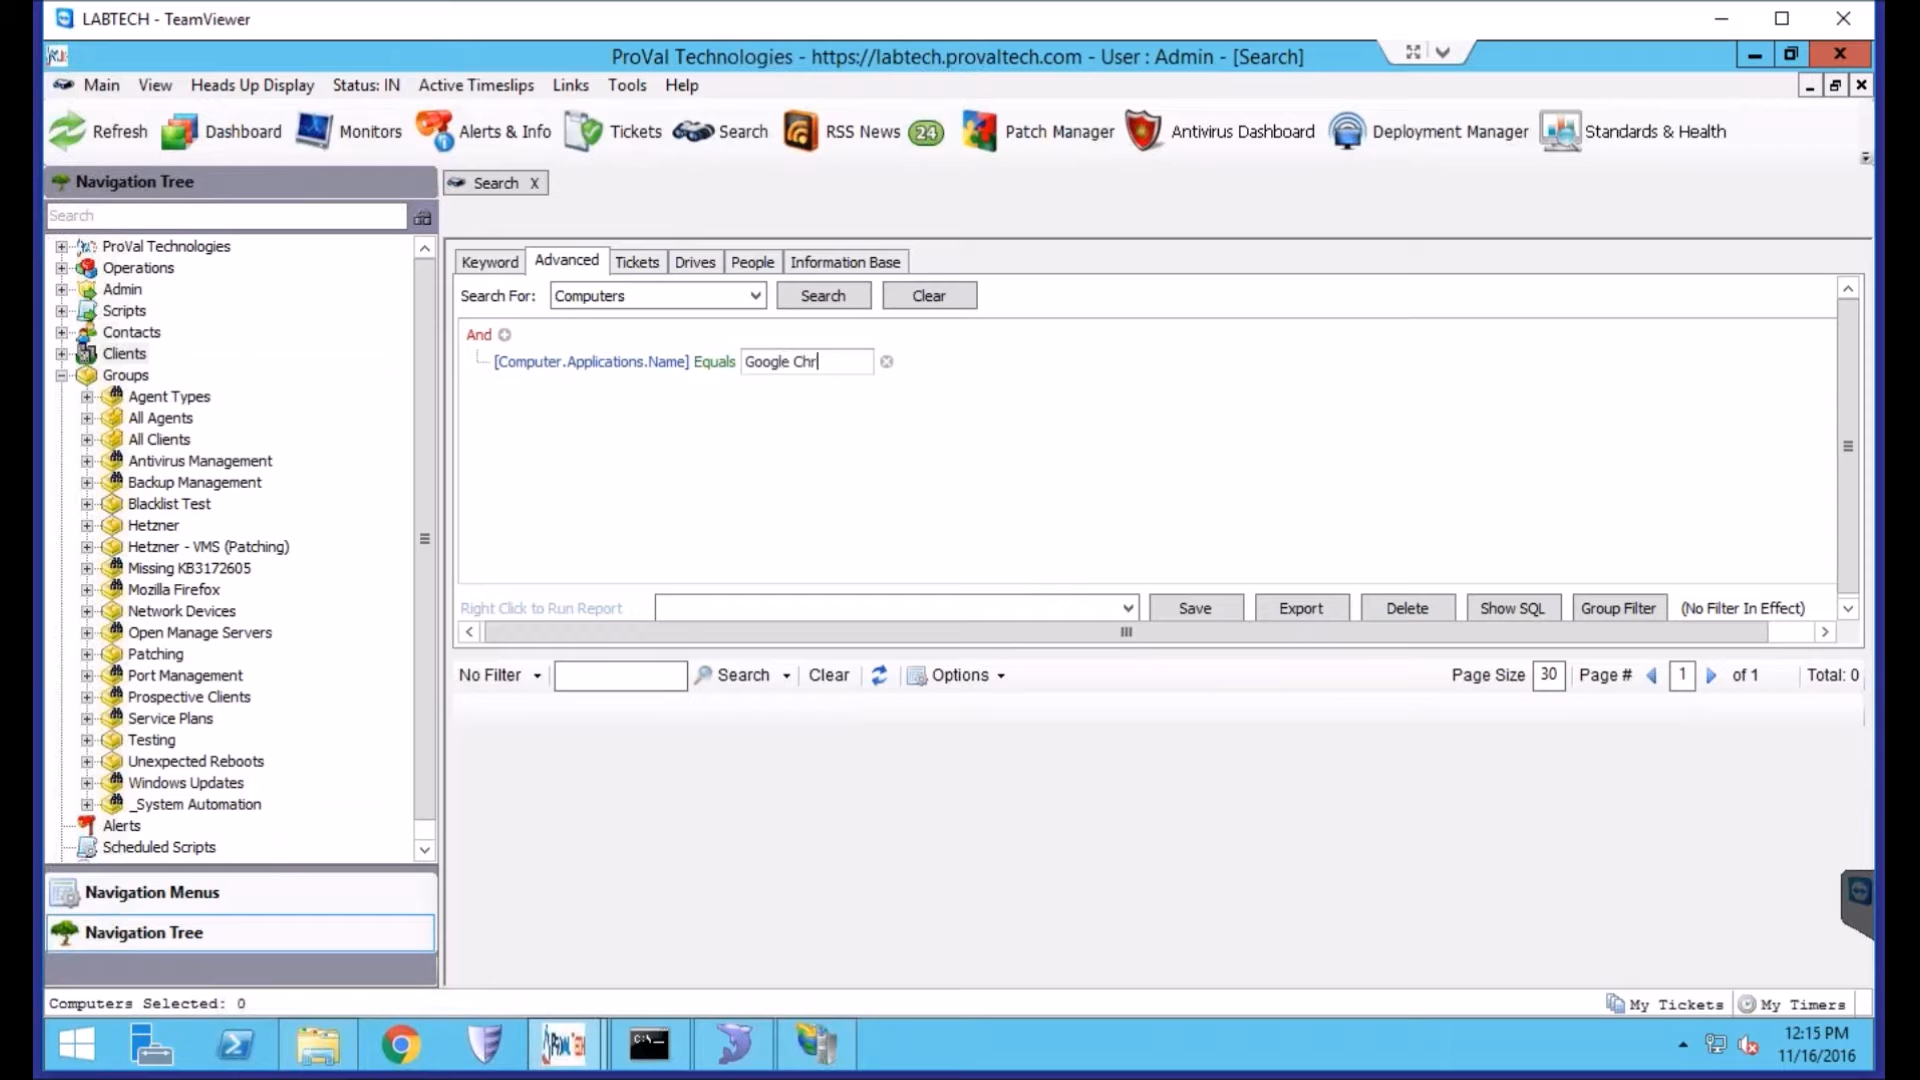 LABTECH - TeamViewer
ProVal Technologies - https://labtech.provaltech.com - User : Admin - [Search]
Main View Heads Up Display Status: IN Active Timeslips Links Tools Help
Refresh Dashboard Monitors Alerts & Info Tickets Search RSS News 24 Patch Manager Antivirus Dashboard Deployment Manager Standards & Health
Navigation Tree
Search X
Search
ProVal Technologies
Operations
Admin
Scripts
Contacts
Clients
Groups
Agent Types
All Agents
All Clients
Antivirus Management
Backup Management
Blacklist Test
Hetzner
Hetzner - VMS (Patching)
Missing KB3172605
Mozilla Firefox
Network Devices
Open Manage Servers
Patching
Port Management
Prospective Clients
Service Plans
Testing
Unexpected Reboots
Windows Updates
_System Automation
Alerts
Scheduled Scripts
Navigation Menus
Navigation Tree
Keyword Advanced Tickets Drives People Information Base
Search For: Computers Search Clear
And
[Computer.Applications.Name] Equals Google Chr
Right Click to Run Report Save Export Delete Show SQL Group Filter (No Filter In Effect)
No Filter Search Clear Options Page Size 30 Page # 1 of 1 Total: 0
Computers Selected: 0
My Tickets My Timers
12:15 PM
11/16/2016